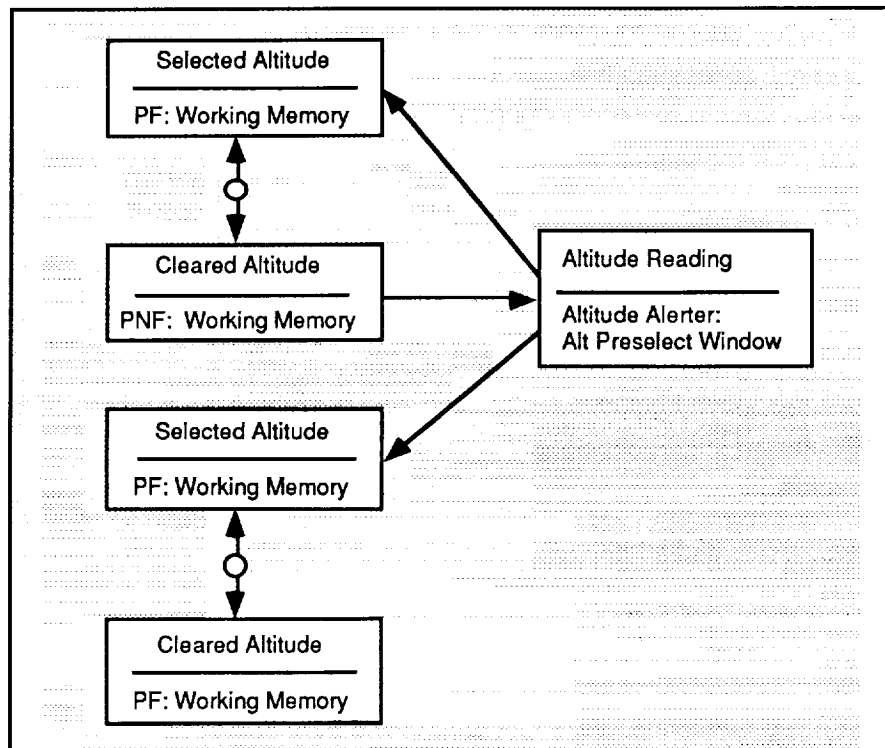 Selected Altitude
PF: Working Memory
Cleared Altitude
PNF: Working Memory
Altitude Reading
Altitude Alerter:
Alt Preselect Window
Selected Altitude
PF: Working Memory
Cleared Altitude
PF: Working Memory